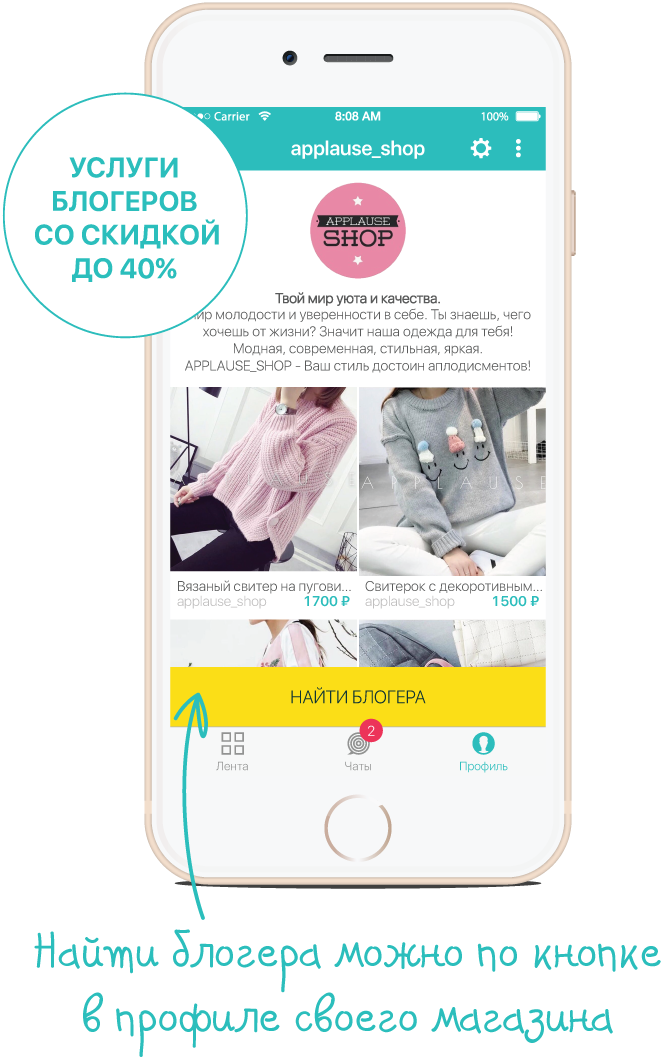 Carrier
8:08 AM
100%
applause_shop
УСЛУГИ
БЛОГЕРОВ
СО СКИДКОЙ
ДО 40%
APPLAUSE
SHOP
Твой мир уюта и качества.
ир молодости и уверенности в себе. Ты знаешь, чего
хочешь от жизни? Значит наша одежда для тебя!
Модная, современная, стильная, яркая.
APPLAUSE_SHOP - Ваш стиль достоин аплодисментов!
APPLAUSE
Вязаный свитер на пугови...
applause_shop 1700 ₽
Свитерок с декоротивным...
applause_shop 1500 ₽
НАЙТИ БЛОГЕРА
2
Лента
Чаты
Профиль
Найти блогера можно по кнопке
в профиле своего магазина